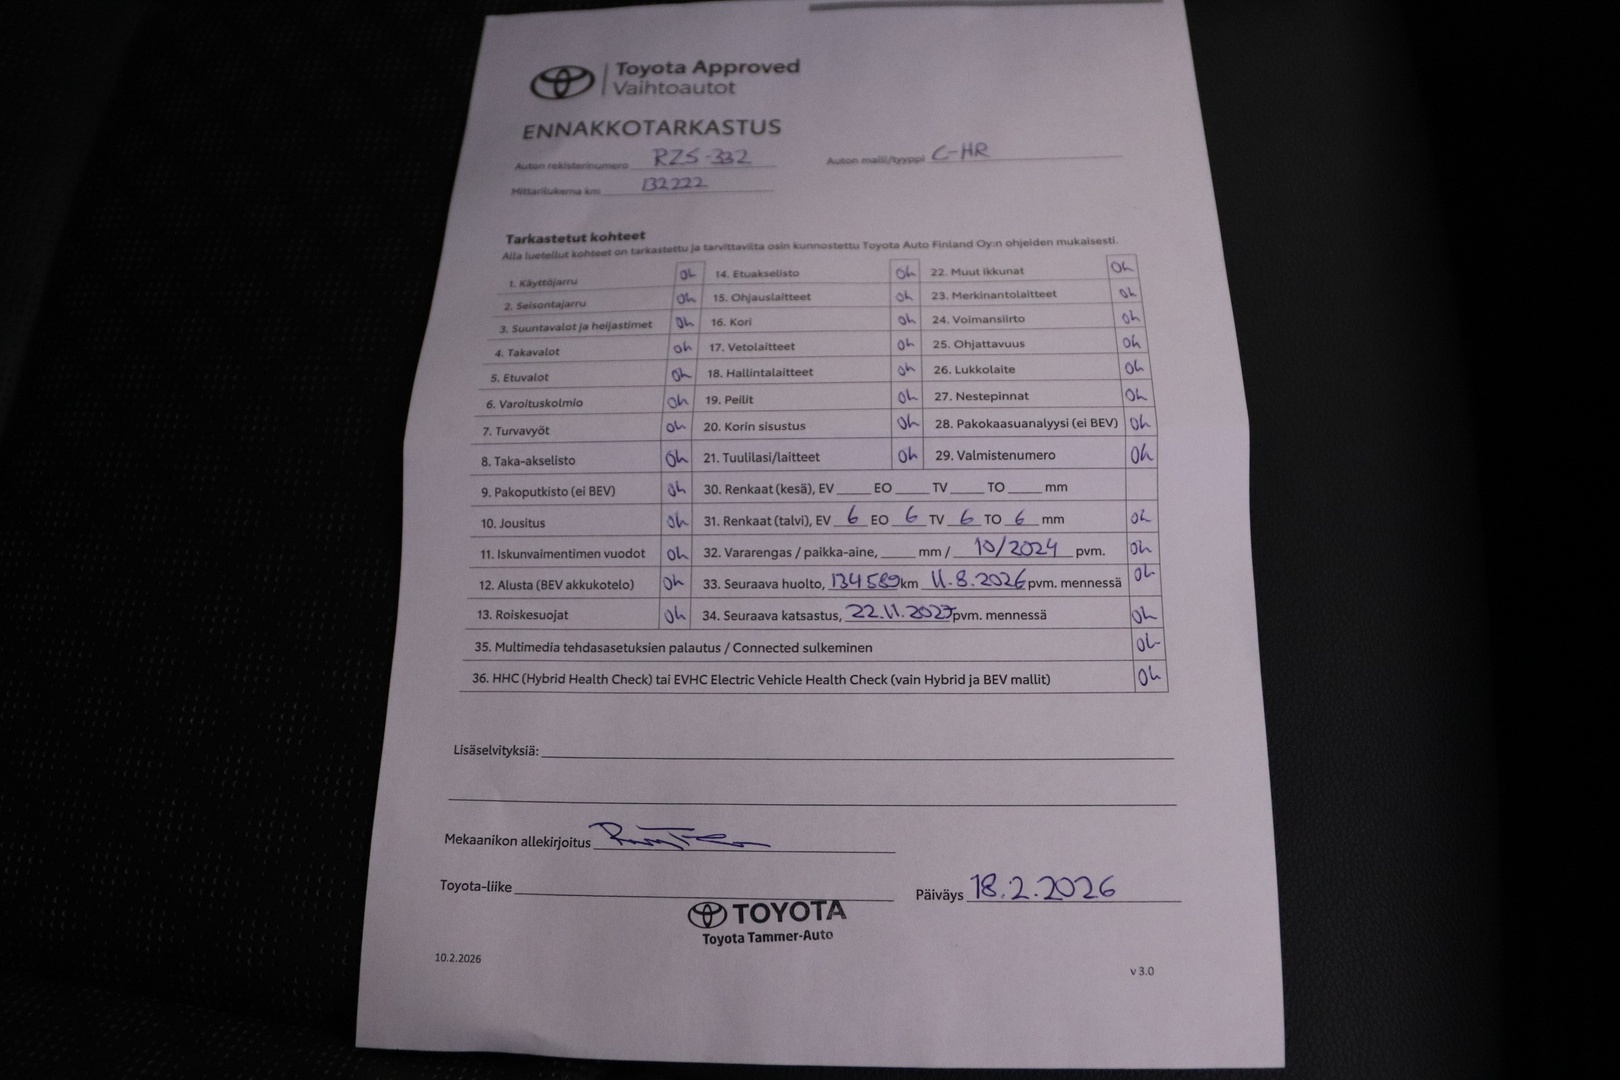 Toyota Approved
Vaihtoautot
ENNAKKOTARKASTUS
Auton rekisterinumero RZS-332 Auton malli/tyyppi C-HR
Mittarilukema km 132222
Tarkastetut kohteet
Alla luetellut kohteet on tarkastettu ja tarvittavilta osin kunnostettu Toyota Auto Finland Oy:n ohjeiden mukaisesti.
1. Käyttöjarru Ok 14. Etuakselisto Ok 22. Muut ikkunat Ok
2. Seisontajarru Ok 15. Ohjauslaitteet Ok 23. Merkinantolaitteet Ok
3. Suuntavalot ja heijastimet Ok 16. Kori Ok 24. Voimansiirto Ok
4. Takavalot Ok 17. Vetolaitteet Ok 25. Ohjattavuus Ok
5. Etuvalot Ok 18. Hallintalaitteet Ok 26. Lukkolaite Ok
6. Varoituskolmio Ok 19. Peilit Ok 27. Nestepinnat Ok
7. Turvavyöt Ok 20. Korin sisustus Ok 28. Pakokaasuanalyysi (ei BEV) Ok
8. Taka-akselisto Ok 21. Tuulilasi/laitteet Ok 29. Valmistenumero Ok
9. Pakoputkisto (ei BEV) Ok 30. Renkaat (kesä), EV EO TV TO mm
10. Jousitus Ok 31. Renkaat (talvi), EV 6 EO 6 TV 6 TO 6 mm Ok
11. Iskunvaimentimen vuodot Ok 32. Vararengas / paikka-aine, mm / 10/2024 pvm. Ok
12. Alusta (BEV akkukotelo) Ok 33. Seuraava huolto, 134589 km 11.8.2026 pvm. mennessä Ok
13. Roiskesuojat Ok 34. Seuraava katsastus, 22.11.2027 pvm. mennessä Ok
35. Multimedia tehdasasetuksien palautus / Connected sulkeminen Ok
36. HHC (Hybrid Health Check) tai EVHC Electric Vehicle Health Check (vain Hybrid ja BEV mallit) Ok
Lisäselvityksiä:
Mekaanikon allekirjoitus
Toyota-liike Päiväys 18.2.2026
TOYOTA
Toyota Tammer-Auto
10.2.2026 v 3.0